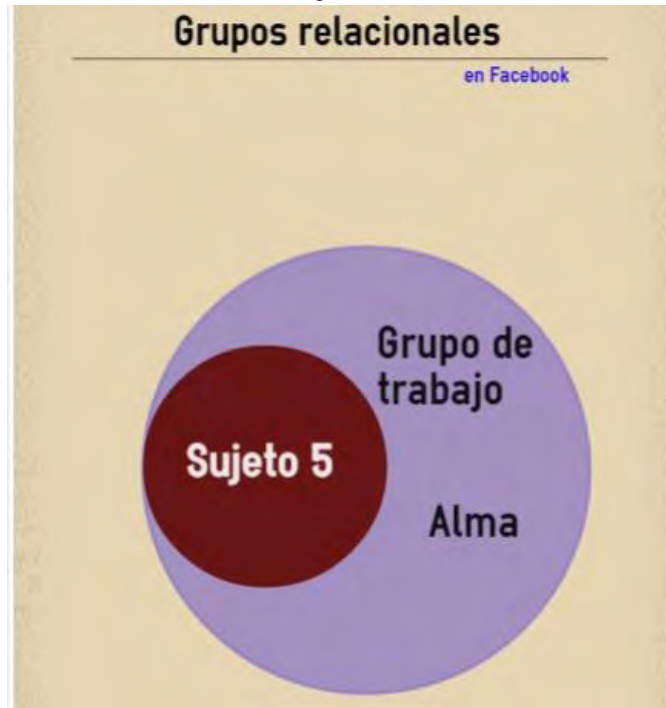 Grupos relacionales
en Facebook
Grupo de
trabajo
Sujeto 5
Alma